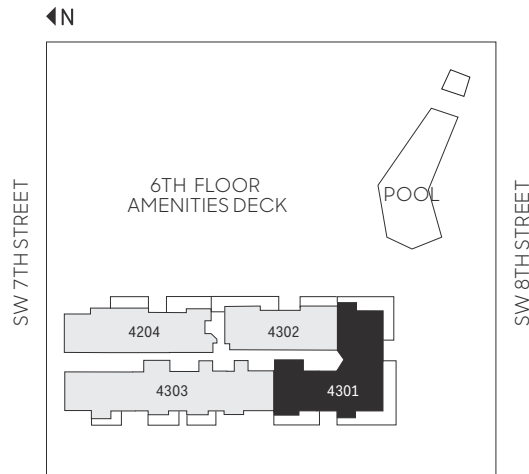 N
6TH FLOOR
AMENITIES DECK
POOL
SW 7TH STREET
SW 8TH STREET
4204
4302
4303
4301